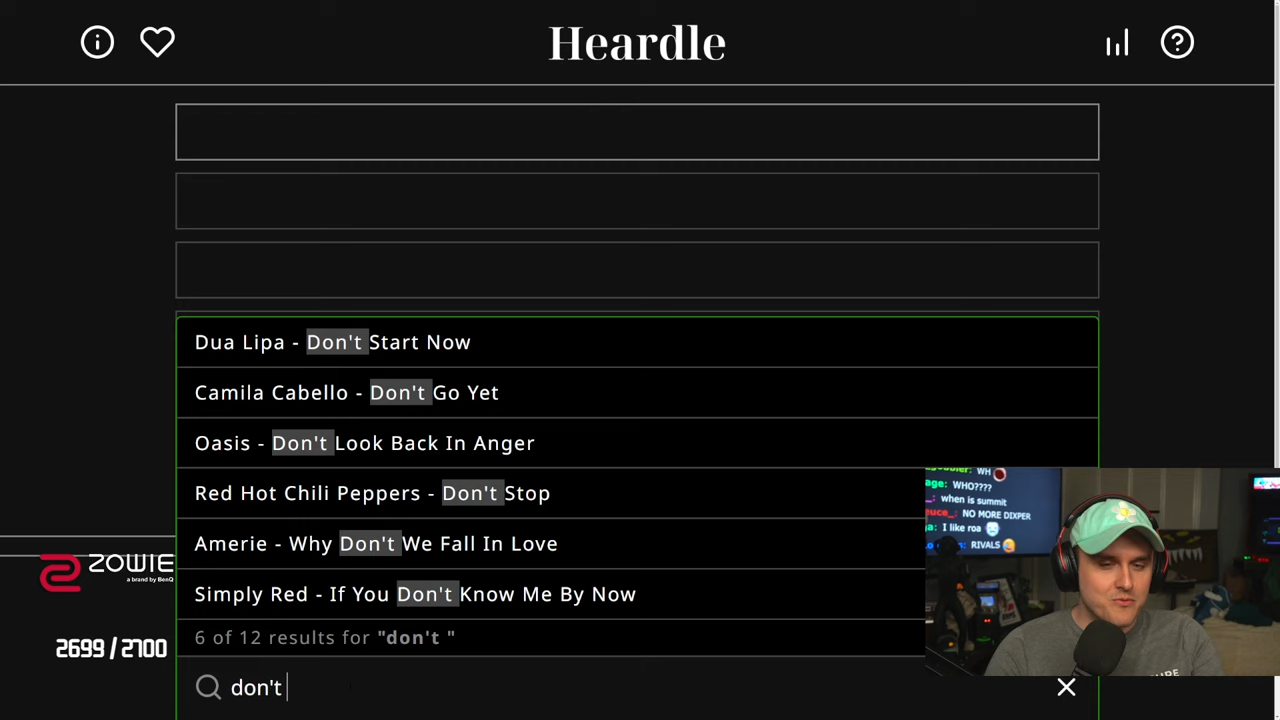 Heardle
Dua Lipa - Don't Start Now
Camila Cabello - Don't Go Yet
Oasis - Don't Look Back In Anger
Red Hot Chili Peppers - Don't Stop
Amerie - Why Don't We Fall In Love
Simply Red - If You Don't Know Me By Now
6 of 12 results for "don't "
don't
ZOWIE
a brand by BenQ
2699 / 2700
WH
age: WHO????
when is summit
NO MORE DIXPER
I like roa
RIVALS